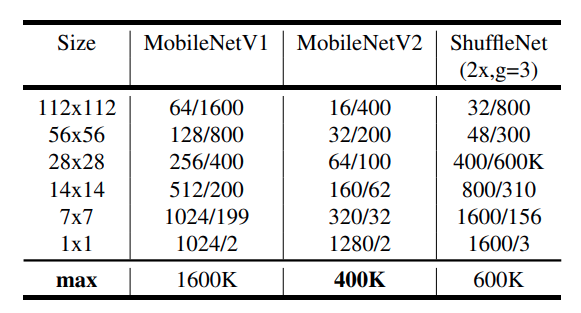 Size MobileNetV1 MobileNetV2 ShuffleNet
(2x,g=3)
112x112 64/1600 16/400 32/800
56x56 128/800 32/200 48/300
28x28 256/400 64/100 400/600K
14x14 512/200 160/62 800/310
7x7 1024/199 320/32 1600/156
1x1 1024/2 1280/2 1600/3
max 1600K 400K 600K